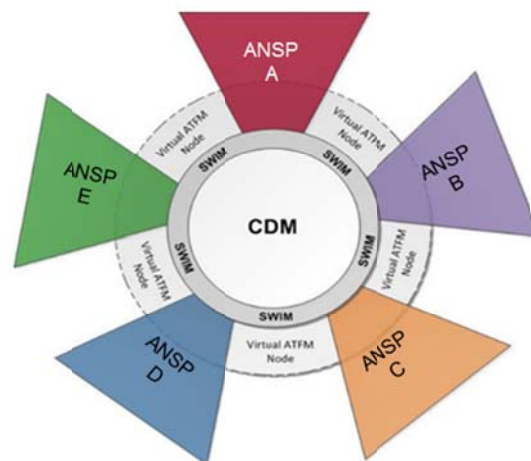 ANSP
A
ANSP
B
ANSP
C
ANSP
D
ANSP
E
Virtual ATFM
Node
Virtual ATFM
Node
Virtual ATFM
Node
Virtual ATFM
Node
Virtual ATFM
Node
SWIM
SWIM
SWIM
SWIM
SWIM
CDM